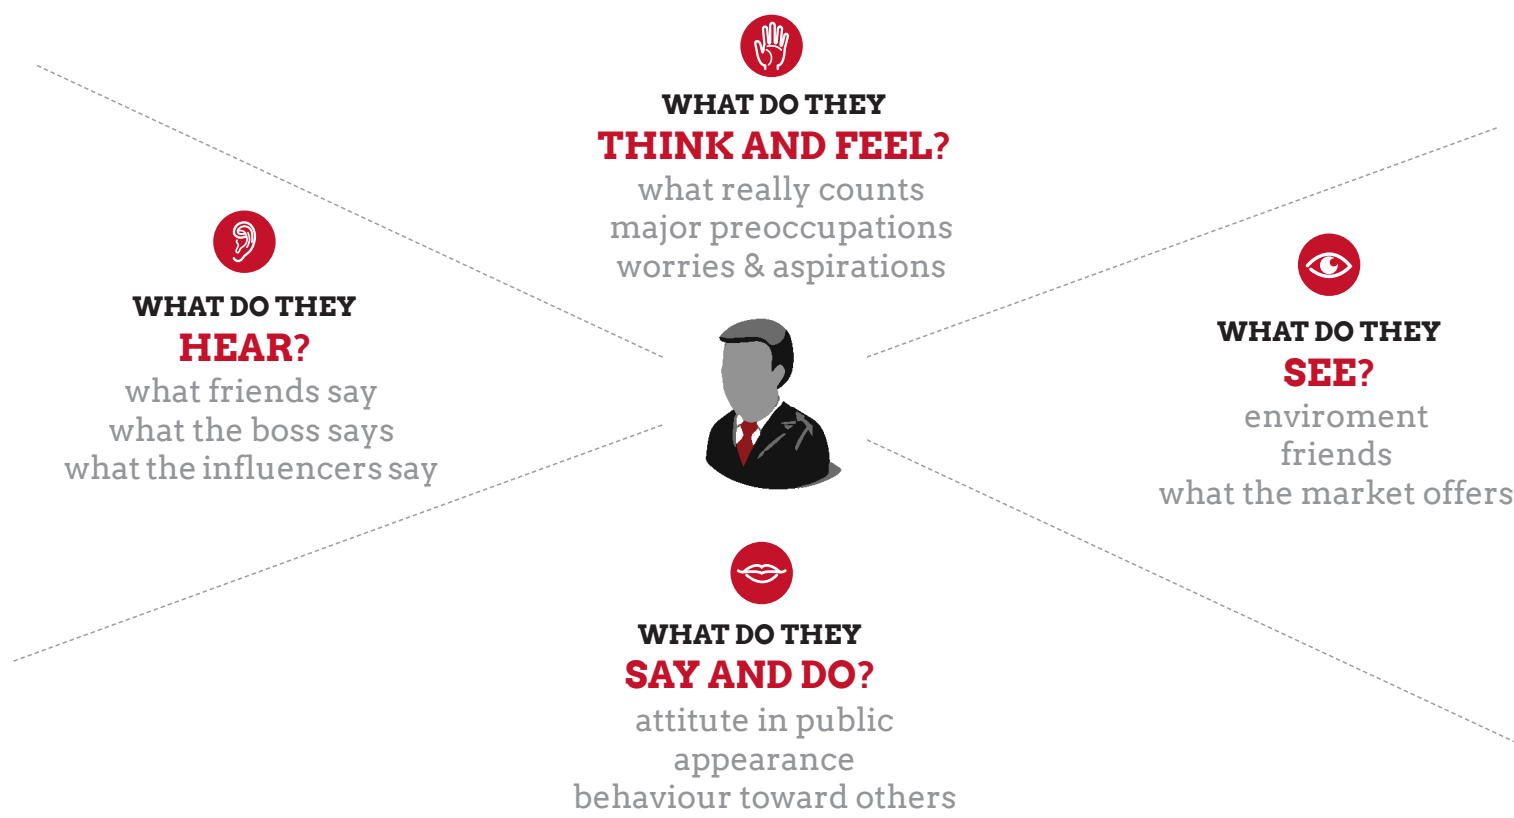 WHAT DO THEY
THINK AND FEEL?
what really counts
major preoccupations
worries & aspirations
WHAT DO THEY
HEAR?
what friends say
what the boss says
what the influencers say
WHAT DO THEY
SEE?
enviroment
friends
what the market offers
WHAT DO THEY
SAY AND DO?
attitute in public
appearance
behaviour toward others